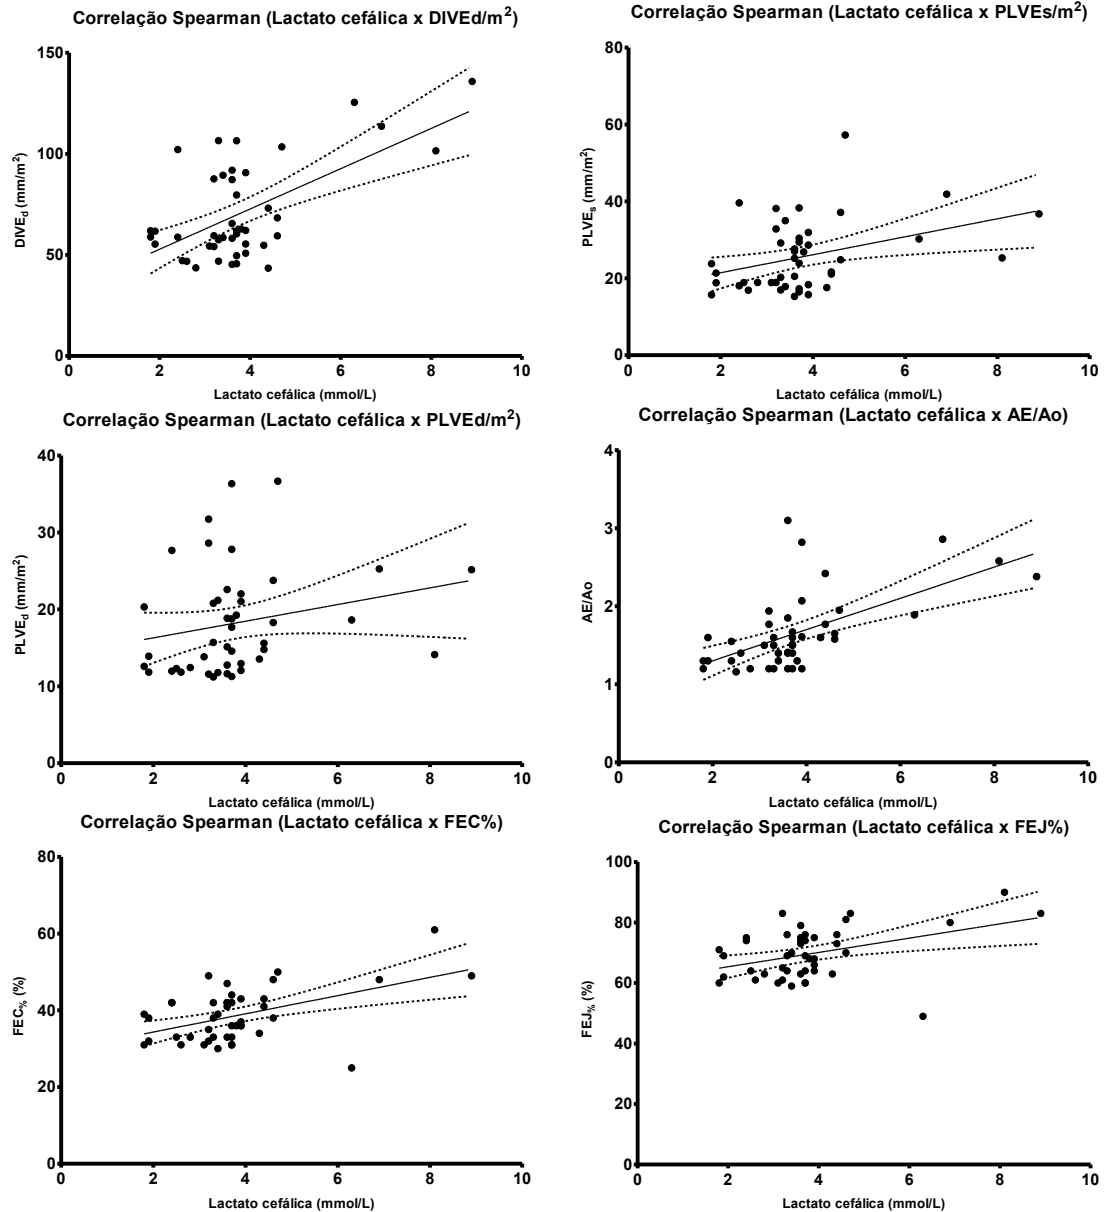 Correlação Spearman (Lactato cefálica x DIVEd/m²)
150
100
50
0
DIVEd (mm/m²)
0 2 4 6 8 10
Lactato cefálica (mmol/L)
Correlação Spearman (Lactato cefálica x PLVEs/m²)
80
60
40
20
0
PLVEs (mm/m²)
0 2 4 6 8 10
Lactato cefálica (mmol/L)
Correlação Spearman (Lactato cefálica x PLVEd/m²)
40
30
20
10
0
PLVEd (mm/m²)
0 2 4 6 8 10
Lactato cefálica (mmol/L)
Correlação Spearman (Lactato cefálica x AE/Ao)
4
3
2
1
0
AE/Ao
0 2 4 6 8 10
Lactato cefálica (mmol/L)
Correlação Spearman (Lactato cefálica x FEC%)
80
60
40
20
0
FEC% (%)
0 2 4 6 8 10
Lactato cefálica (mmol/L)
Correlação Spearman (Lactato cefálica x FEJ%)
100
80
60
40
20
0
FEJ% (%)
0 2 4 6 8 10
Lactato cefálica (mmol/L)